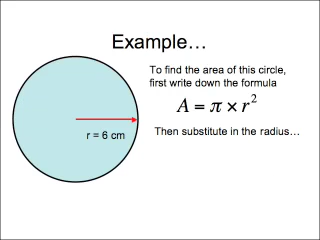 Example…
To find the area of this circle,
first write down the formula
A = π × r²
Then substitute in the radius…
r = 6 cm